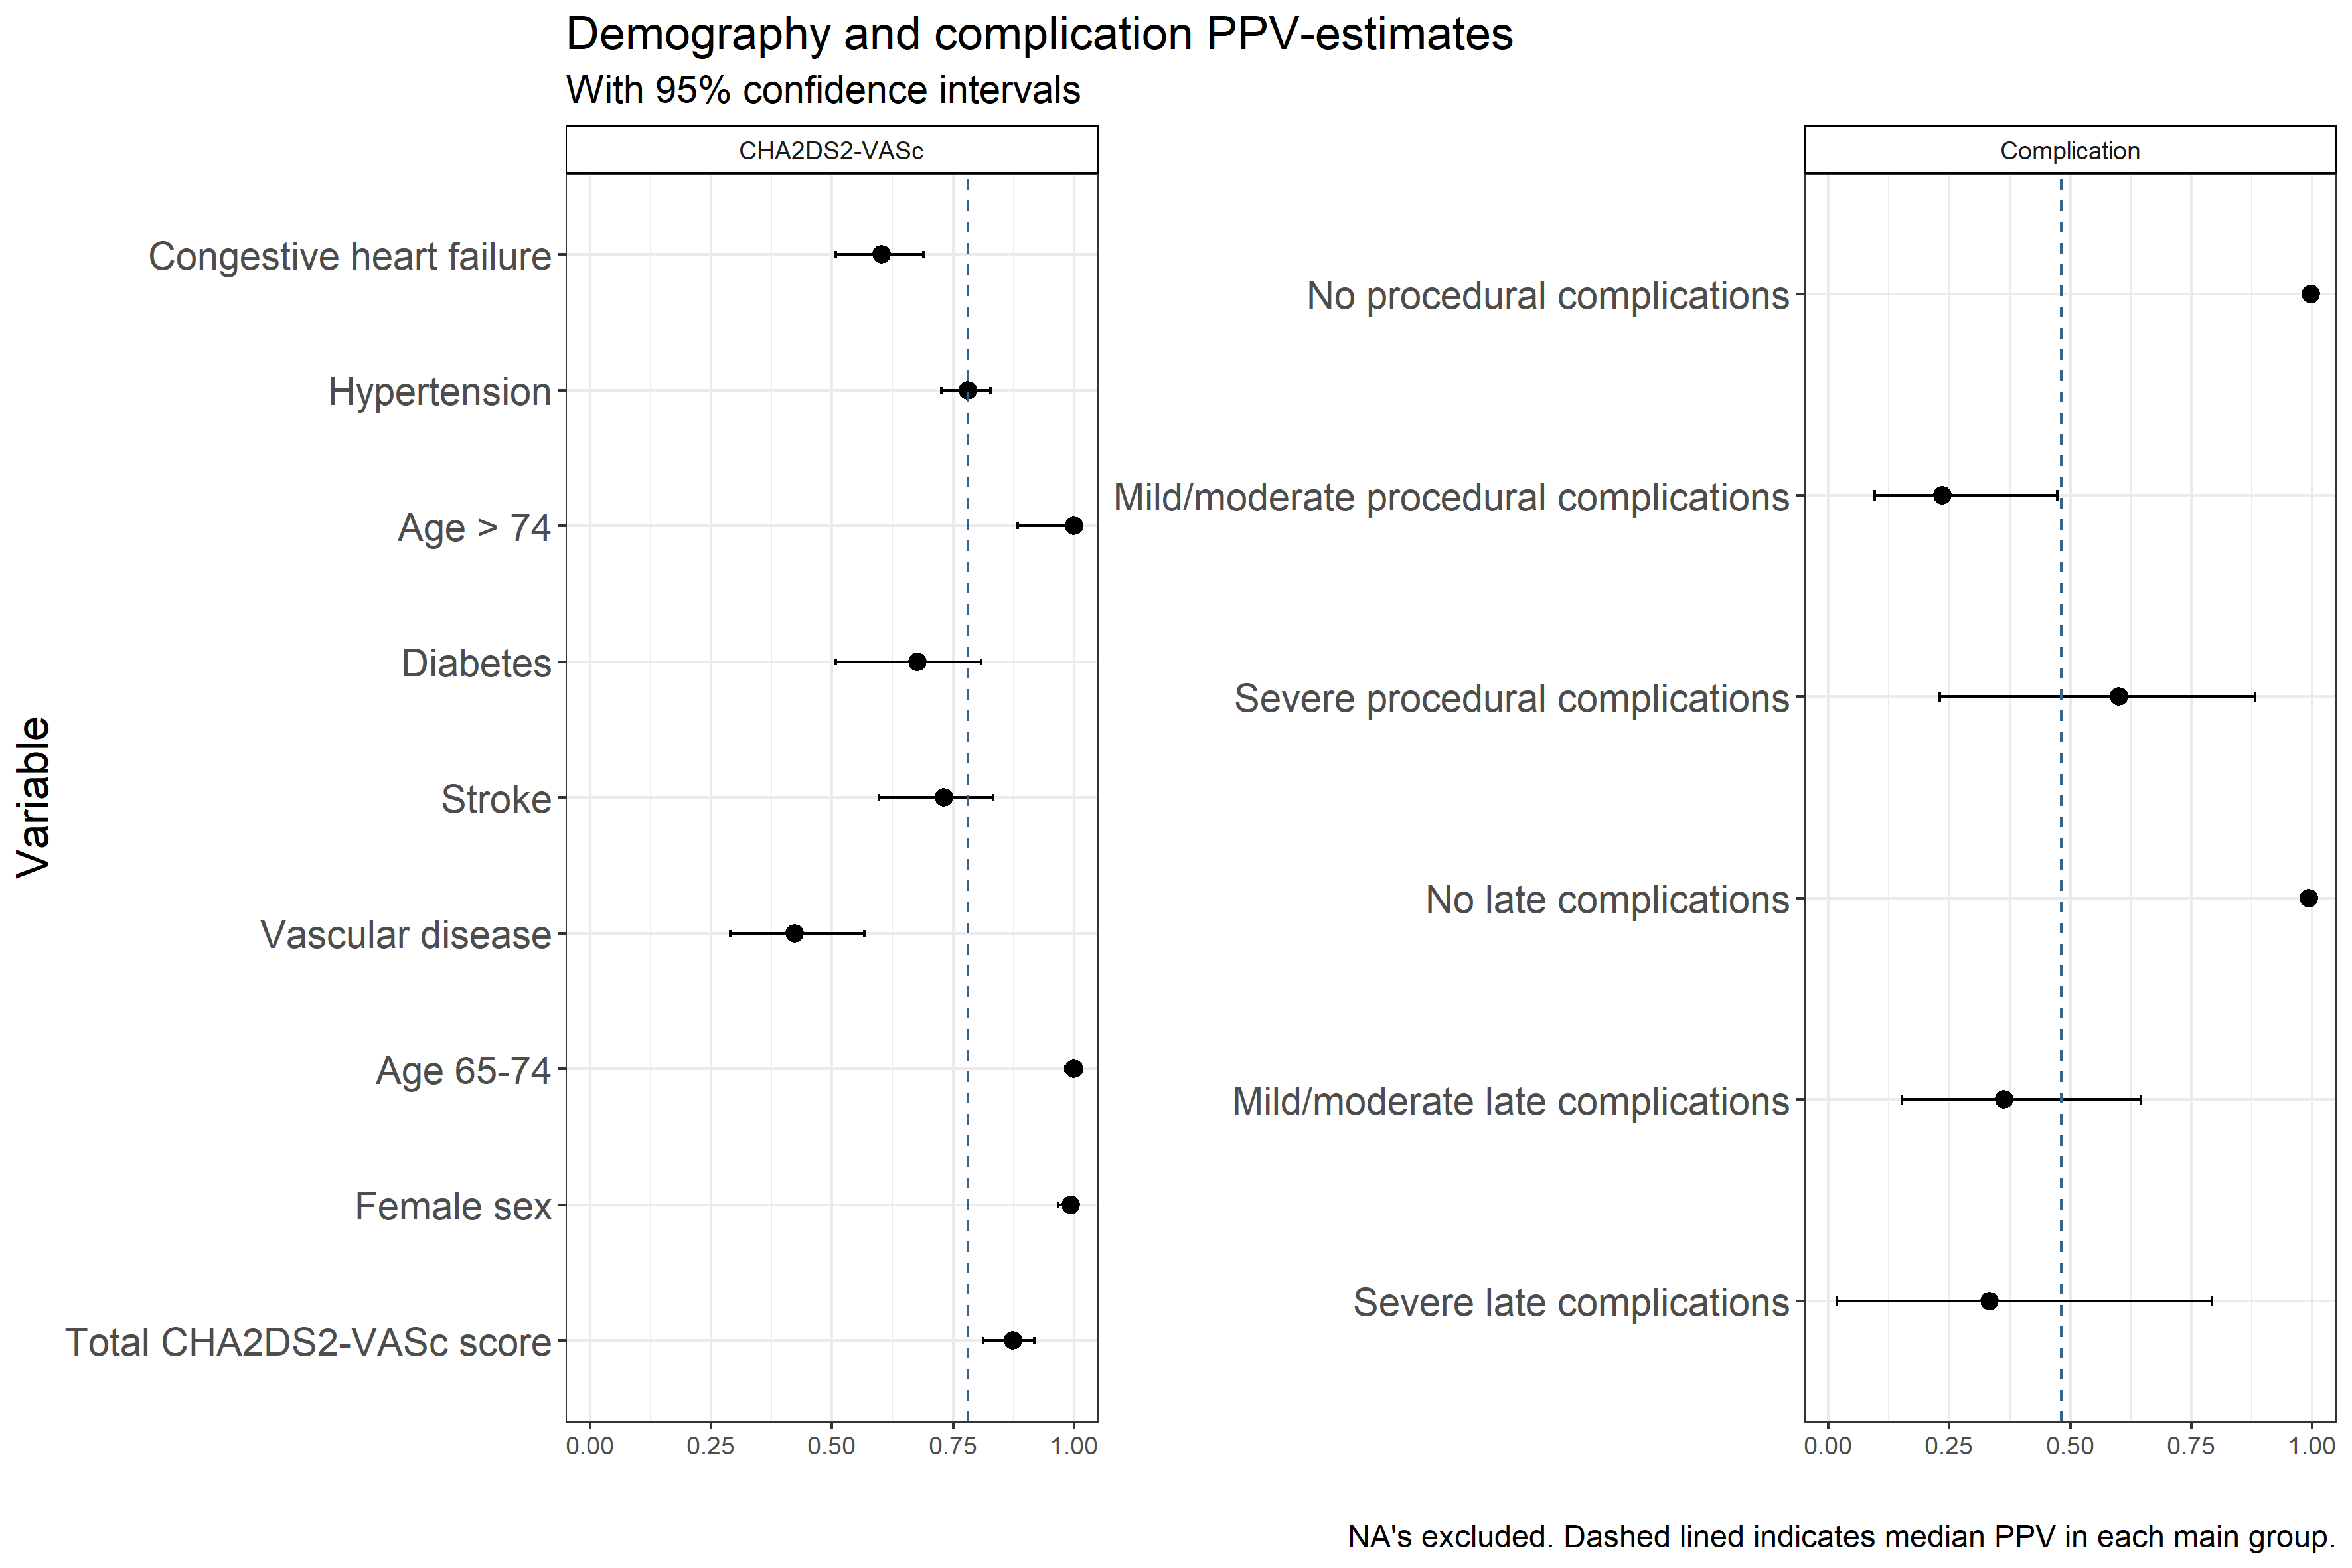 Demography and complication PPV-estimates
With 95% confidence intervals
CHA2DS2-VASc
Congestive heart failure
Hypertension
Age > 74
Diabetes
Stroke
Vascular disease
Age 65-74
Female sex
Total CHA2DS2-VASc score
0.00 0.25 0.50 0.75 1.00
Variable
Complication
No procedural complications
Mild/moderate procedural complications
Severe procedural complications
No late complications
Mild/moderate late complications
Severe late complications
0.00 0.25 0.50 0.75 1.00
NA's excluded. Dashed lined indicates median PPV in each main group.